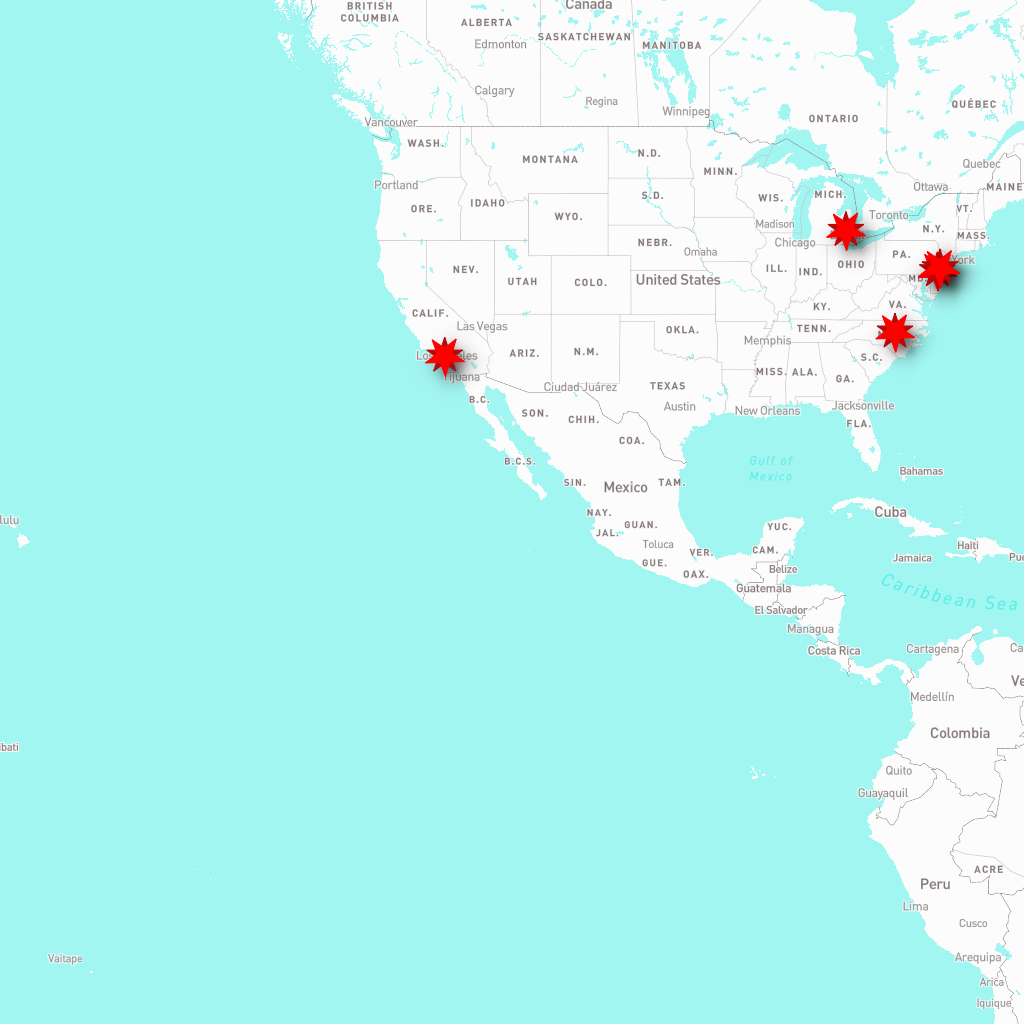 Canada
BRITISH
COLUMBIA
ALBERTA
SASKATCHEWAN
Edmonton
MANITOBA
Calgary
Regina
Winnipeg
QUÉBEC
Vancouver
ONTARIO
WASH.
MONTANA
N.D.
MINN.
Quebec
Portland
IDAHO
S.D.
WIS.
MICH.
Ottawa
MAINE
ORE.
WYO.
Madison
Toronto
VT.
N.Y.
MASS.
NEBR.
Omaha
Chicago
PA.
York
NEV.
UTAH
COLO.
United States
ILL.
IND.
OHIO
MD.
CALIF.
KY.
VA.
Las Vegas
OKLA.
TENN.
Memphis
Los Angeles
ARIZ.
N.M.
S.C.
Tijuana
Ciudad Juárez
TEXAS
MISS.
ALA.
GA.
B.C.
Austin
New Orleans
Jacksonville
SON.
CHIH.
FLA.
COA.
B.C.S.
Gulf of
Mexico
Bahamas
SIN.
Mexico
TAM.
NAY.
Cuba
lulu
GUAN.
YUC.
JAL.
Toluca
VER.
CAM.
Haiti
GUE.
Jamaica
OAX.
Belize
Guatemala
Caribbean Sea
El Salvador
Managua
Costa Rica
Cartagena
Medellín
Colombia
ibati
Quito
Guayaquil
ACRE
Peru
Lima
Cusco
Vaitape
Arequipa
Arica
Iquique